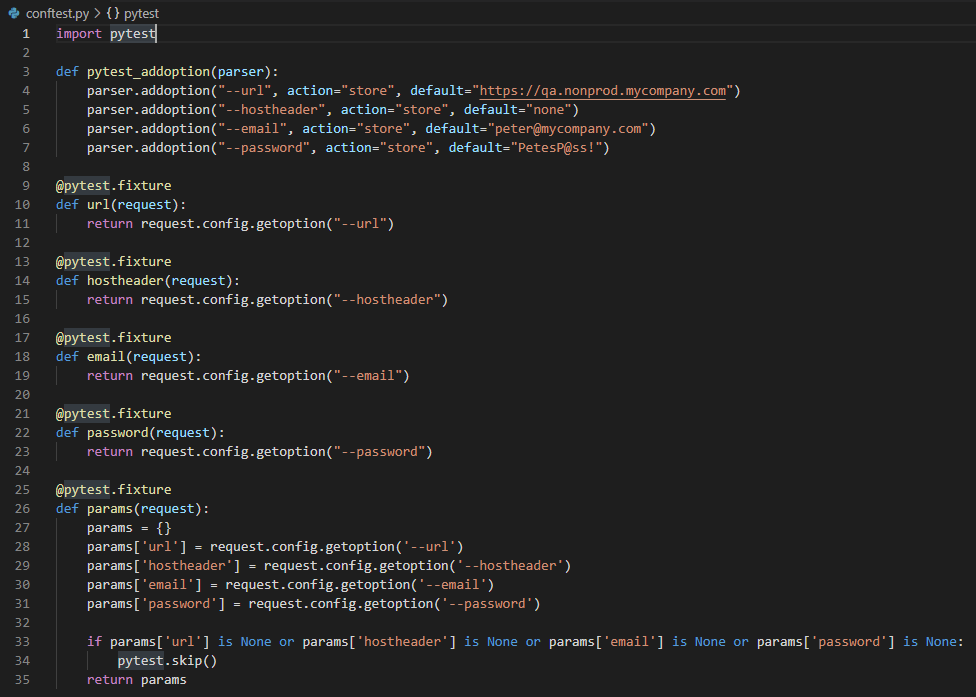 conftest.py > {} pytest
1 import pytest
2
3 def pytest_addoption(parser):
4     parser.addoption("--url", action="store", default="https://qa.nonprod.mycompany.com")
5     parser.addoption("--hostheader", action="store", default="none")
6     parser.addoption("--email", action="store", default="peter@mycompany.com")
7     parser.addoption("--password", action="store", default="PetesP@ss!")
8
9 @pytest.fixture
10 def url(request):
11     return request.config.getoption("--url")
12
13 @pytest.fixture
14 def hostheader(request):
15     return request.config.getoption("--hostheader")
16
17 @pytest.fixture
18 def email(request):
19     return request.config.getoption("--email")
20
21 @pytest.fixture
22 def password(request):
23     return request.config.getoption("--password")
24
25 @pytest.fixture
26 def params(request):
27     params = {}
28     params['url'] = request.config.getoption('--url')
29     params['hostheader'] = request.config.getoption('--hostheader')
30     params['email'] = request.config.getoption('--email')
31     params['password'] = request.config.getoption('--password')
32
33     if params['url'] is None or params['hostheader'] is None or params['email'] is None or params['password'] is None:
34         pytest.skip()
35     return params